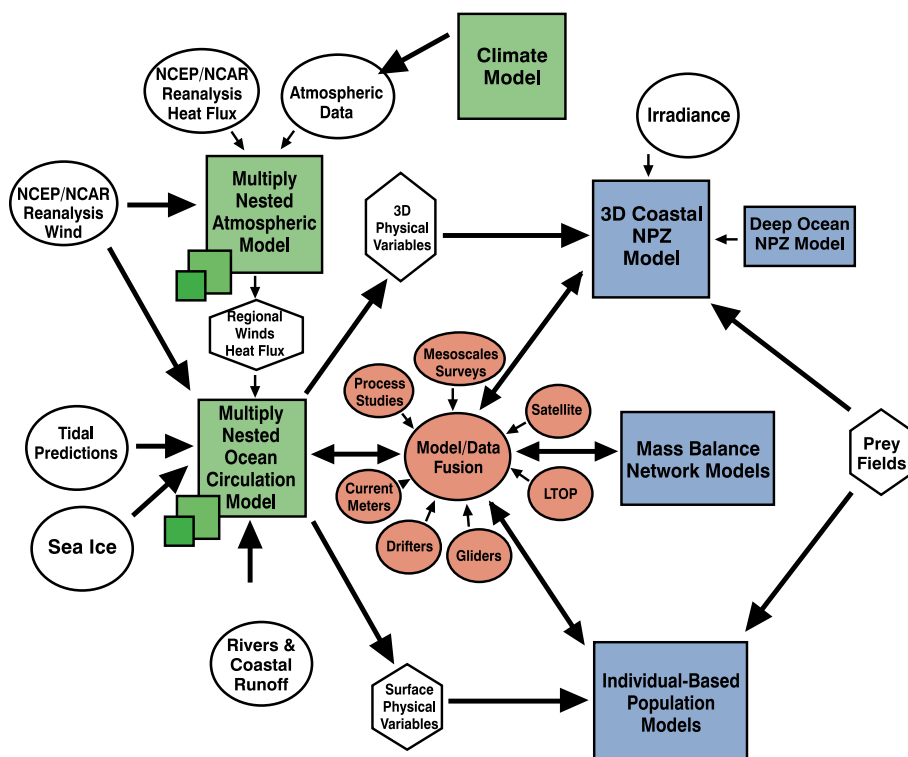 Climate
Model
NCEP/NCAR
Reanalysis
Heat Flux
Atmospheric
Data
Irradiance
NCEP/NCAR
Reanalysis
Wind
Multiply
Nested
Atmospheric
Model
3D
Physical
Variables
3D Coastal
NPZ
Model
Deep Ocean
NPZ Model
Regional
Winds
Heat Flux
Mesoscales
Surveys
Process
Studies
Satellite
Multiply
Nested
Ocean
Circulation
Model
Tidal
Predictions
Model/Data
Fusion
Mass Balance
Network Models
Prey
Fields
Current
Meters
LTOP
Sea Ice
Drifters
Gliders
Rivers &
Coastal
Runoff
Surface
Physical
Variables
Individual-Based
Population
Models